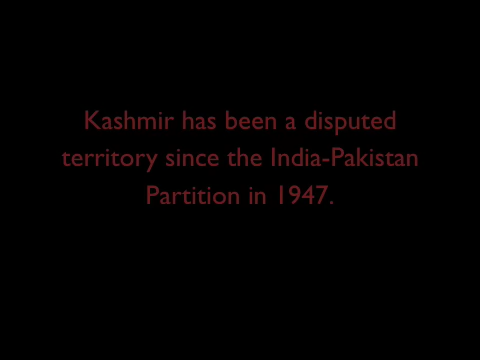 Kashmir has been a disputed
territory since the India-Pakistan
Partition in 1947.